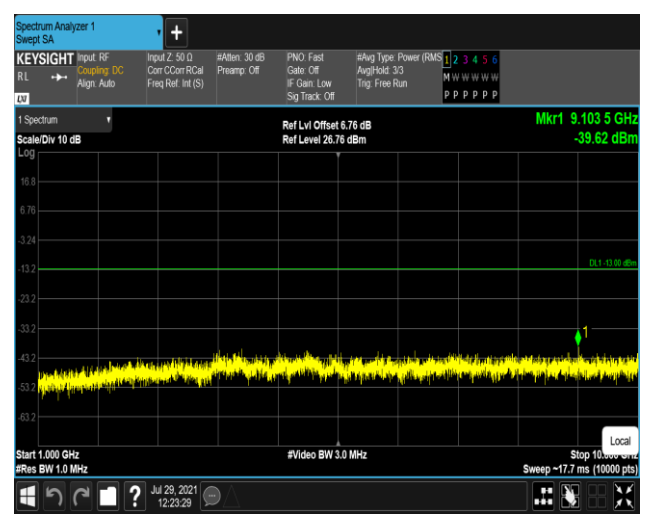 Spectrum Analyzer 1
Swept SA
+
KEYSIGHT
RL
LXI
Input: RF
Coupling: DC
Align: Auto
Input Z: 50 Ω
Corr CCorr RCal
Freq Ref: Int (S)
#Atten: 30 dB
Preamp: Off
PNO: Fast
Gate: Off
IF Gain: Low
Sig Track: Off
#Avg Type: Power (RMS
Avg|Hold: 3/3
Trig: Free Run
1 2 3 4 5 6
M W W W W W
P P P P P P
1 Spectrum
Scale/Div 10 dB
Log
Ref Lvl Offset 6.76 dB
Ref Level 26.76 dBm
Mkr1 9.103 5 GHz
-39.62 dBm
16.8
6.76
-3.24
-13.2
DL1 -13.00 dBm
-23.2
-33.2
1
-43.2
-53.2
-63.2
Local
Start 1.000 GHz
#Video BW 3.0 MHz
Stop 10.000 GHz
#Res BW 1.0 MHz
Sweep ~17.7 ms (10000 pts)
?
Jul 29, 2021
12:23:29